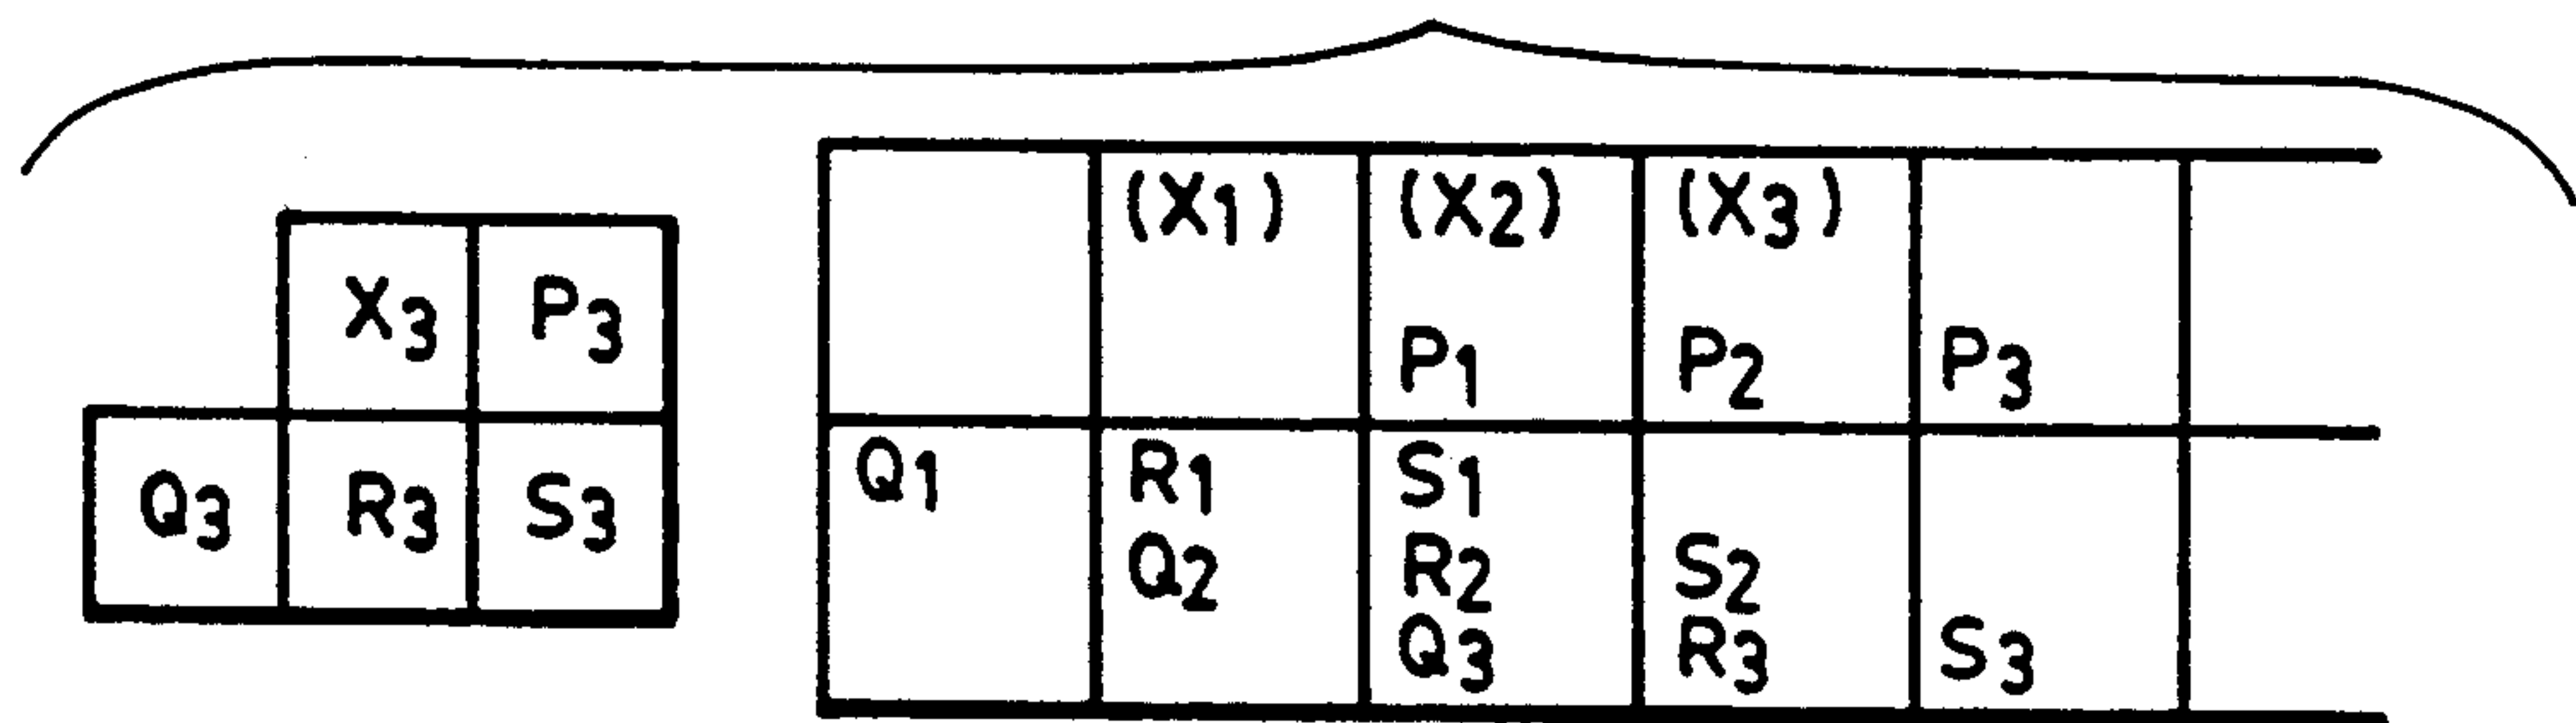 X3 P3
Q3 R3 S3
(X1) (X2) (X3)
P1 P2 P3
Q1 R1 S1
Q2 R2 S2
Q3 R3 S3